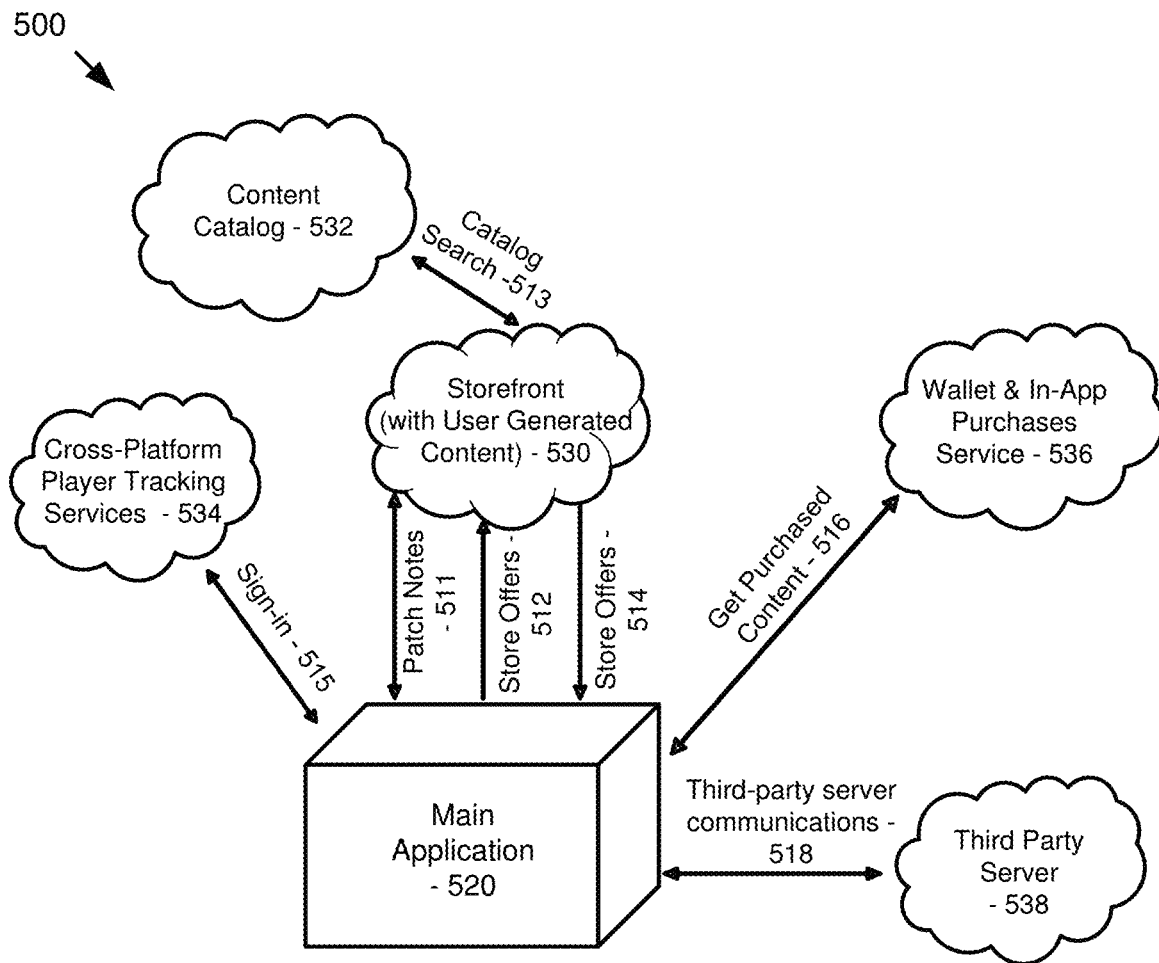 500
Content
Catalog - 532
Catalog
Search -513
Storefront
(with User Generated
Content) - 530
Wallet & In-App
Purchases
Service - 536
Cross-Platform
Player Tracking
Services - 534
Sign-in - 515
Patch Notes
- 511
Store Offers -
512
Store Offers -
514
Get Purchased
Content - 516
Main
Application
- 520
Third-party server
communications -
518
Third Party
Server
- 538